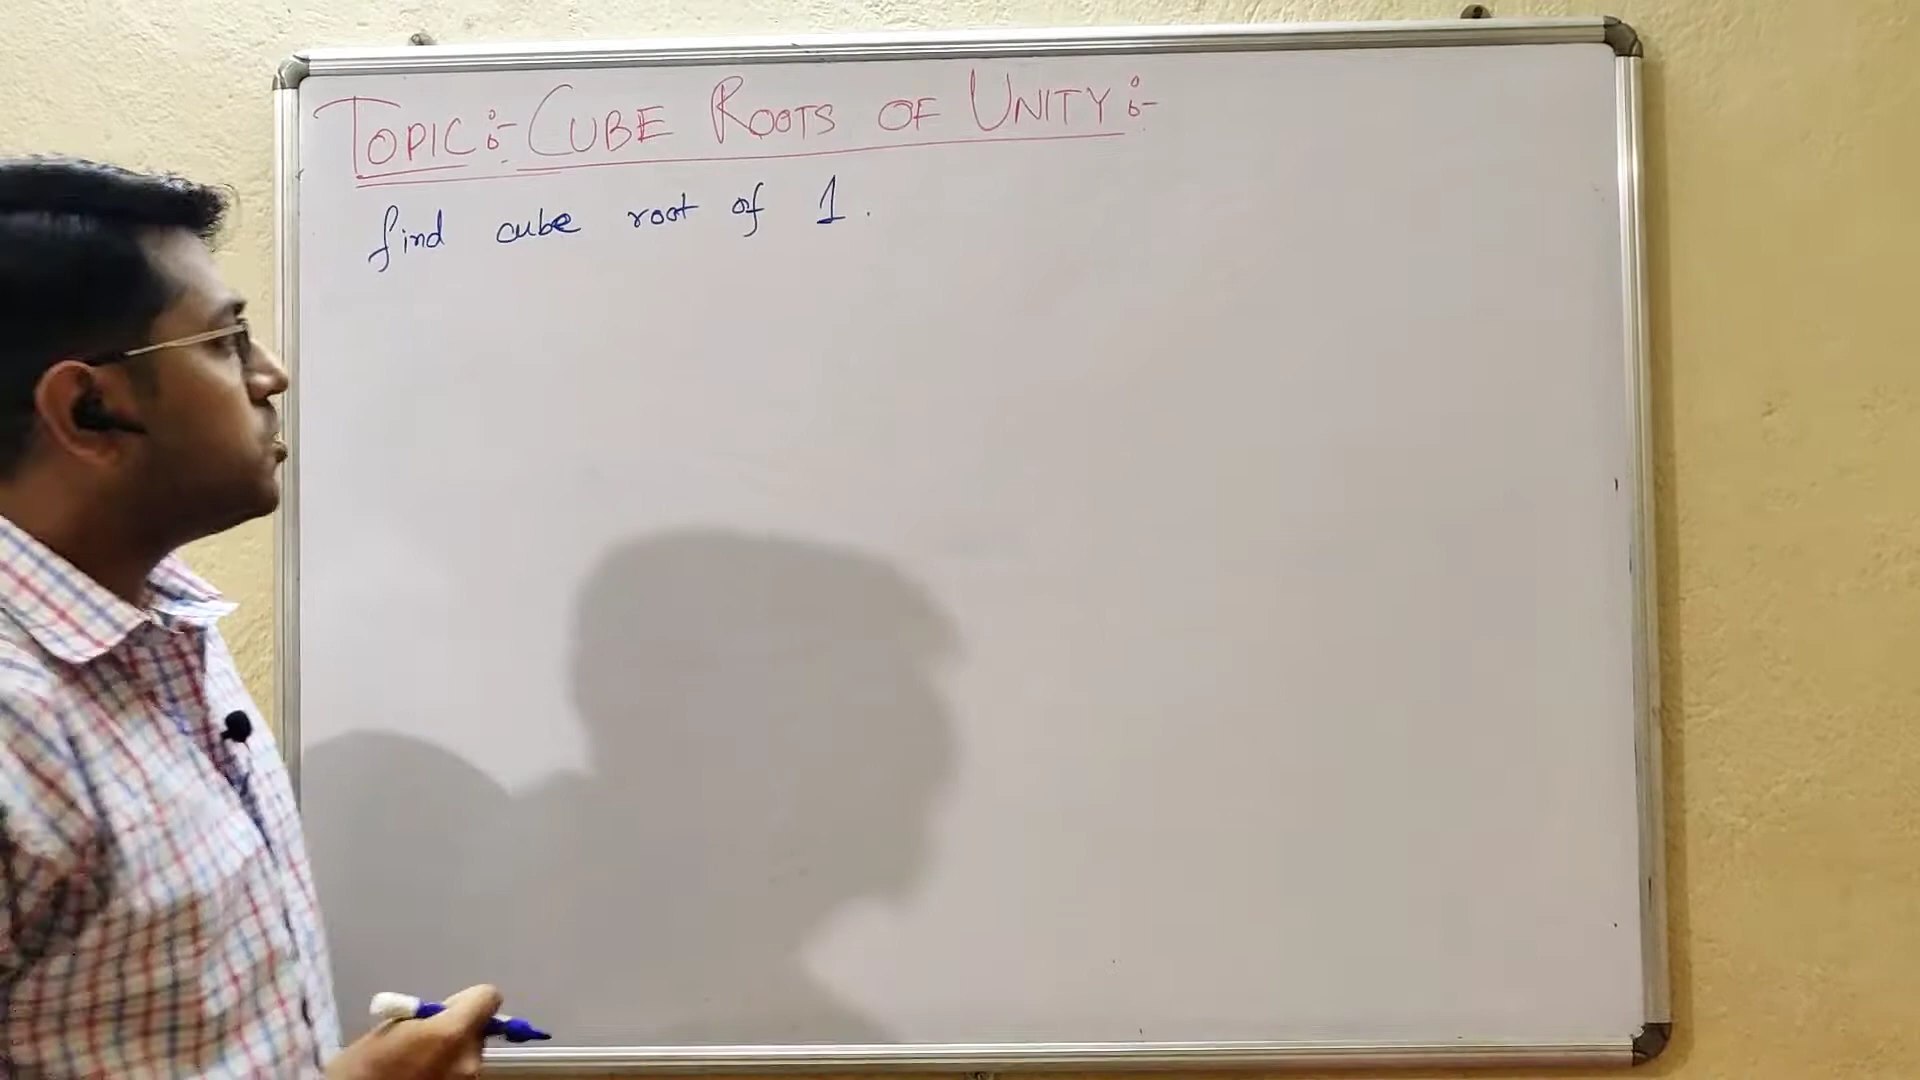 TOPIC:- CUBE ROOTS OF UNITY:-
find cube root of 1.